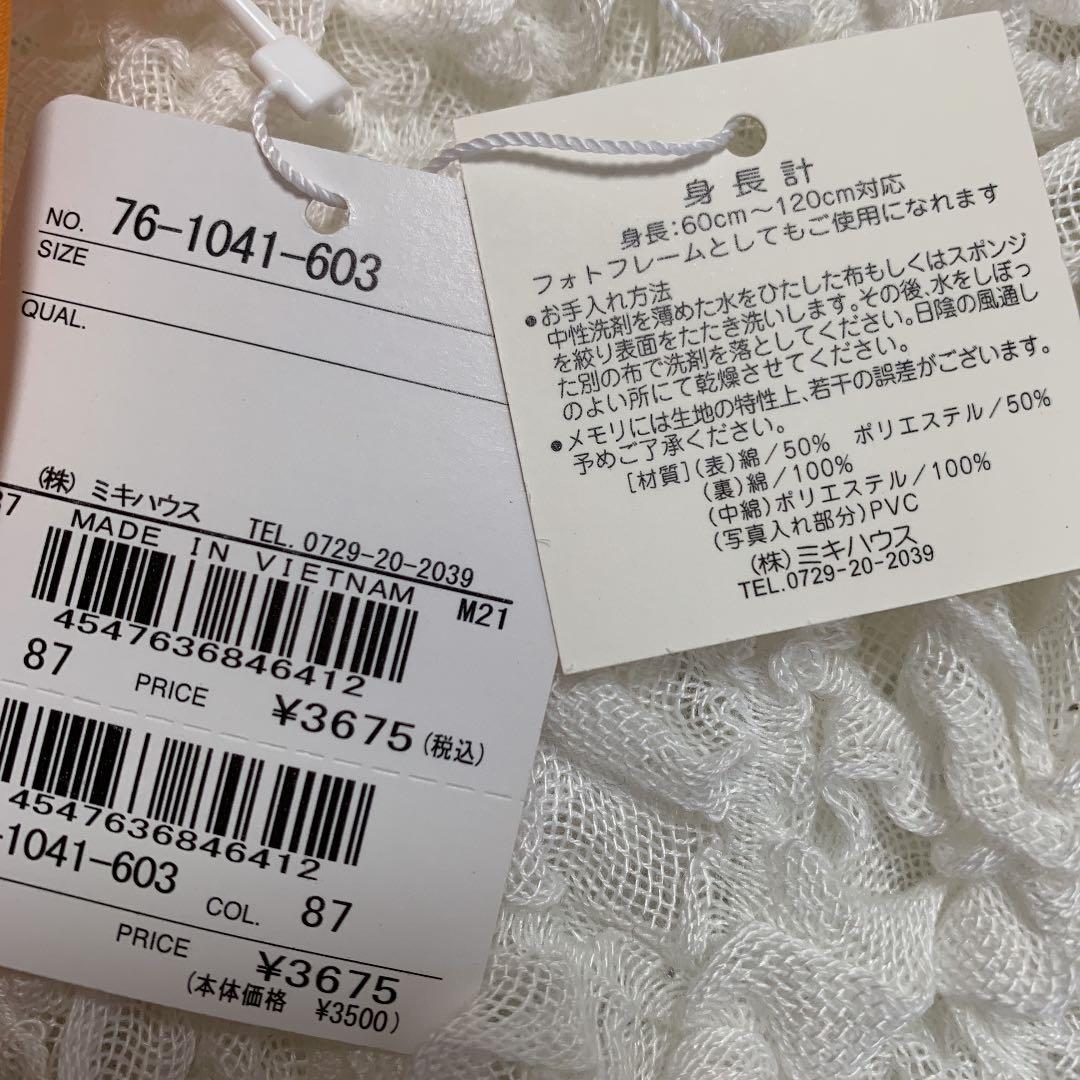 NO. 76-1041-603
SIZE
QUAL.
(株) ミキハウス TEL. 0729-20-2039
87 MADE IN VIETNAM M21
4547636846412
87 PRICE ¥3675(税込)
4547636846412
-1041-603 COL. 87
PRICE ¥3675
(本体価格 ¥3500)
身長計
身長:60cm〜120cm対応
フォトフレームとしてもご使用になれます
●お手入れ方法
中性洗剤を薄めた水をひたした布もしくはスポンジ
を絞り表面をたたき洗いします。その後、水をしぼっ
た別の布で洗剤を落としてください。日陰の風通し
のよい所にて乾燥させてください。
●メモリには生地の特性上、若干の誤差がございます。
予めご了承ください。
[材質](表)綿/50% ポリエステル/50%
(裏)綿/100%
(中綿)ポリエステル/100%
(写真入れ部分)PVC
(株)ミキハウス
TEL.0729-20-2039